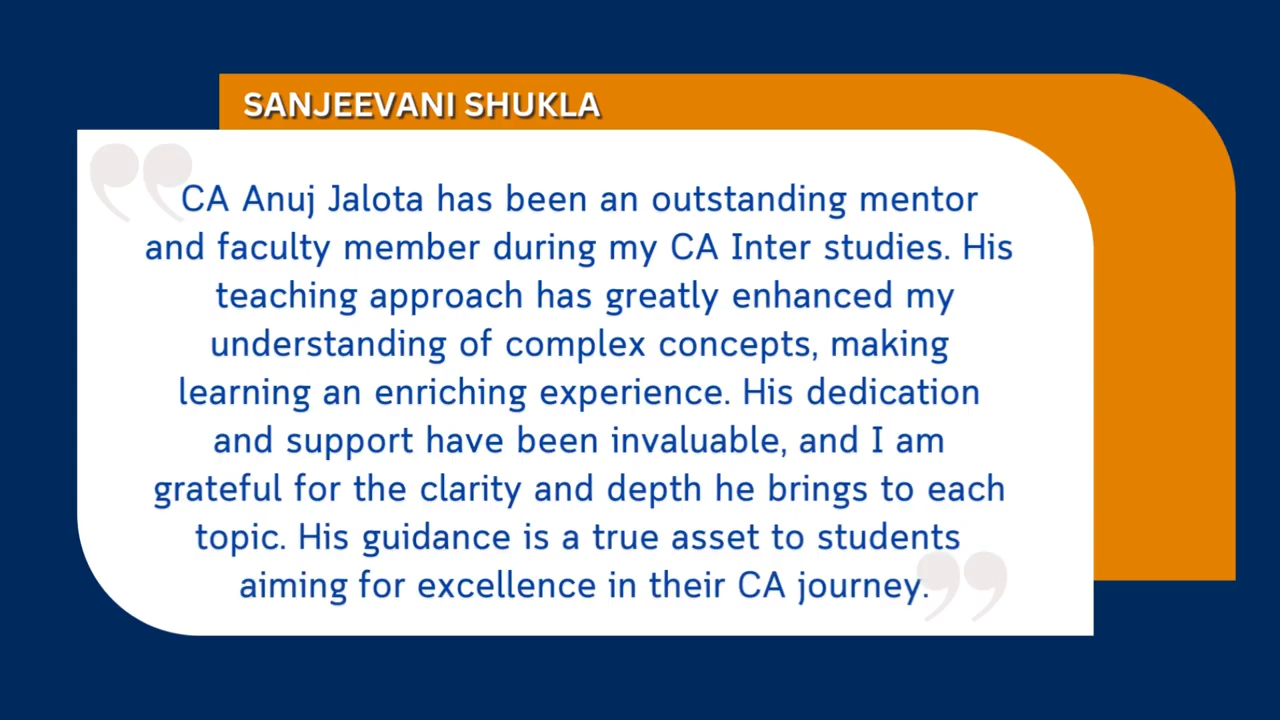 SANJEEVANI SHUKLA
CA Anuj Jalota has been an outstanding mentor
and faculty member during my CA Inter studies. His
teaching approach has greatly enhanced my
understanding of complex concepts, making
learning an enriching experience. His dedication
and support have been invaluable, and I am
grateful for the clarity and depth he brings to each
topic. His guidance is a true asset to students
aiming for excellence in their CA journey.